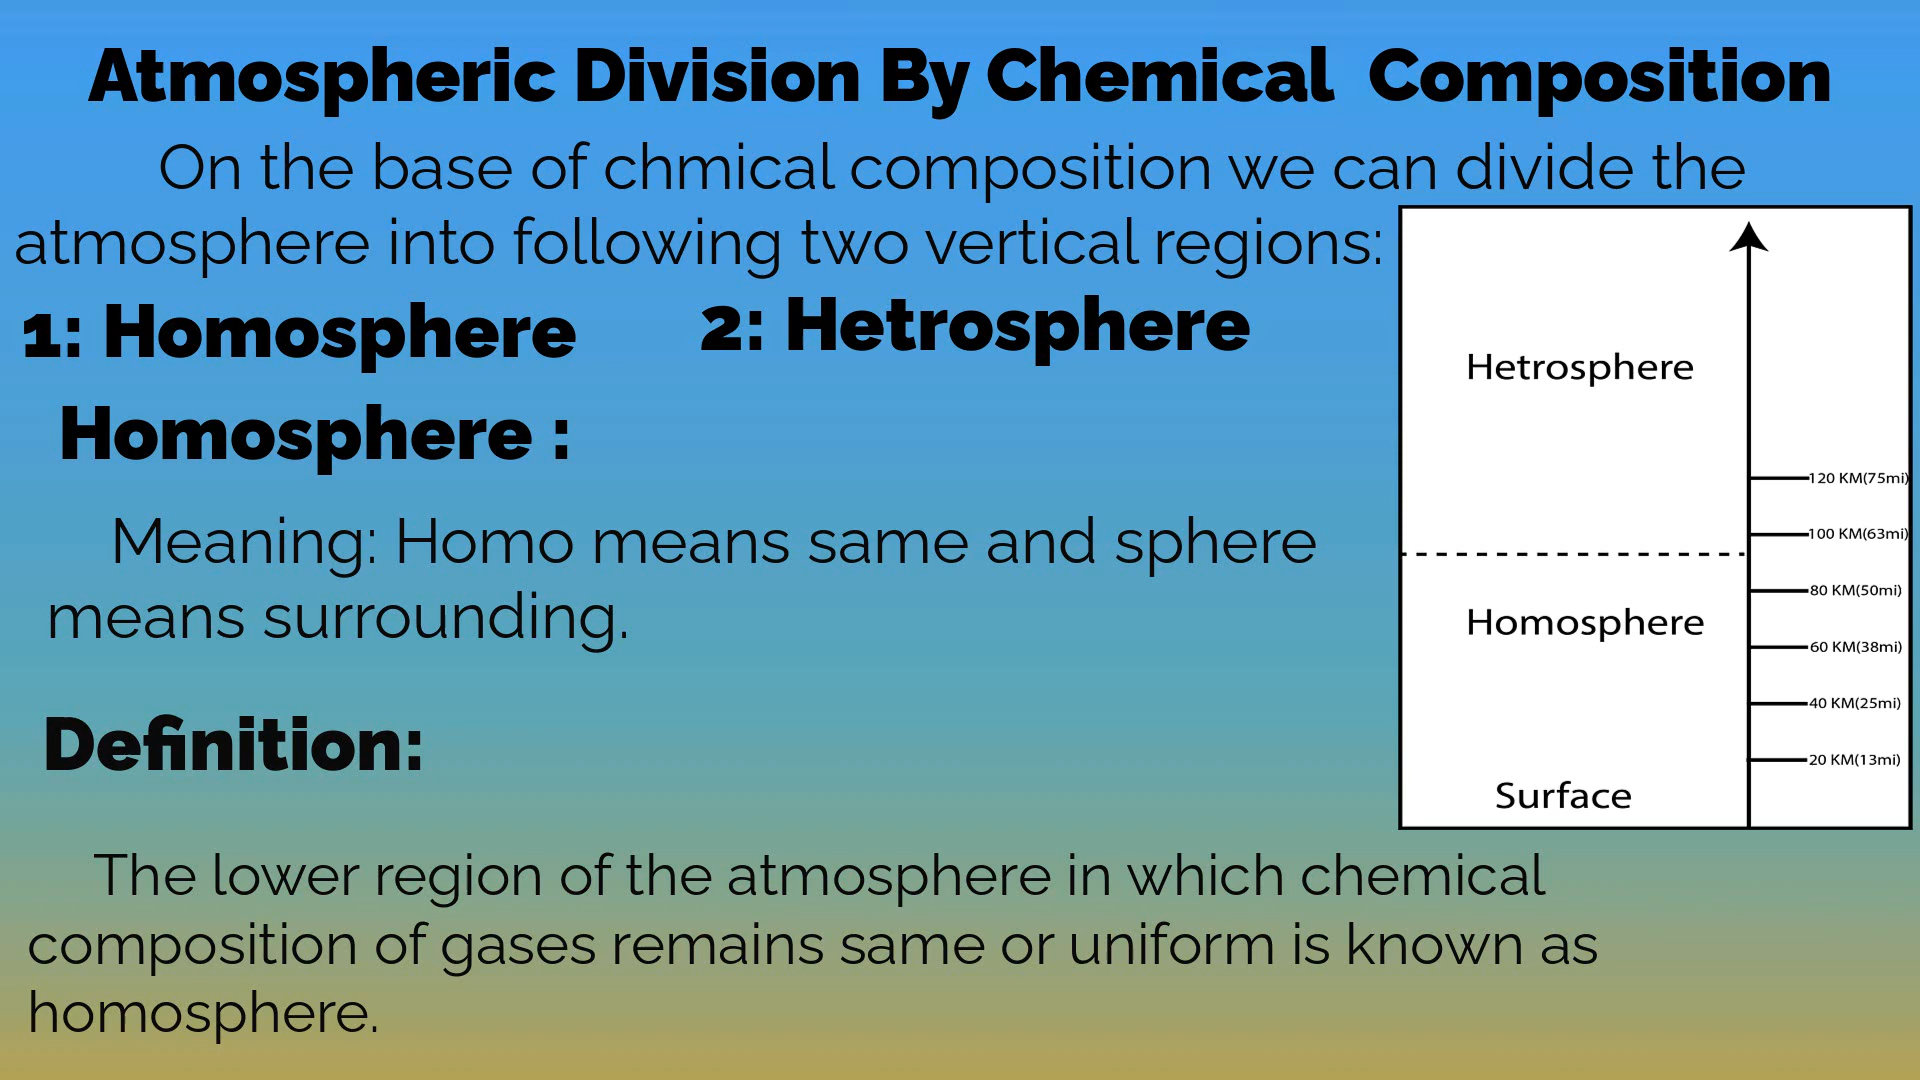 Atmospheric Division By Chemical Composition
On the base of chmical composition we can divide the
atmosphere into following two vertical regions:
1: Homosphere
2: Hetrosphere
Homosphere :
Meaning: Homo means same and sphere
means surrounding.
Definition:
The lower region of the atmosphere in which chemical
composition of gases remains same or uniform is known as
homosphere.
Hetrosphere
120 KM(75mi)
100 KM(63mi)
80 KM(50mi)
Homosphere
60 KM(38mi)
40 KM(25mi)
20 KM(13mi)
Surface